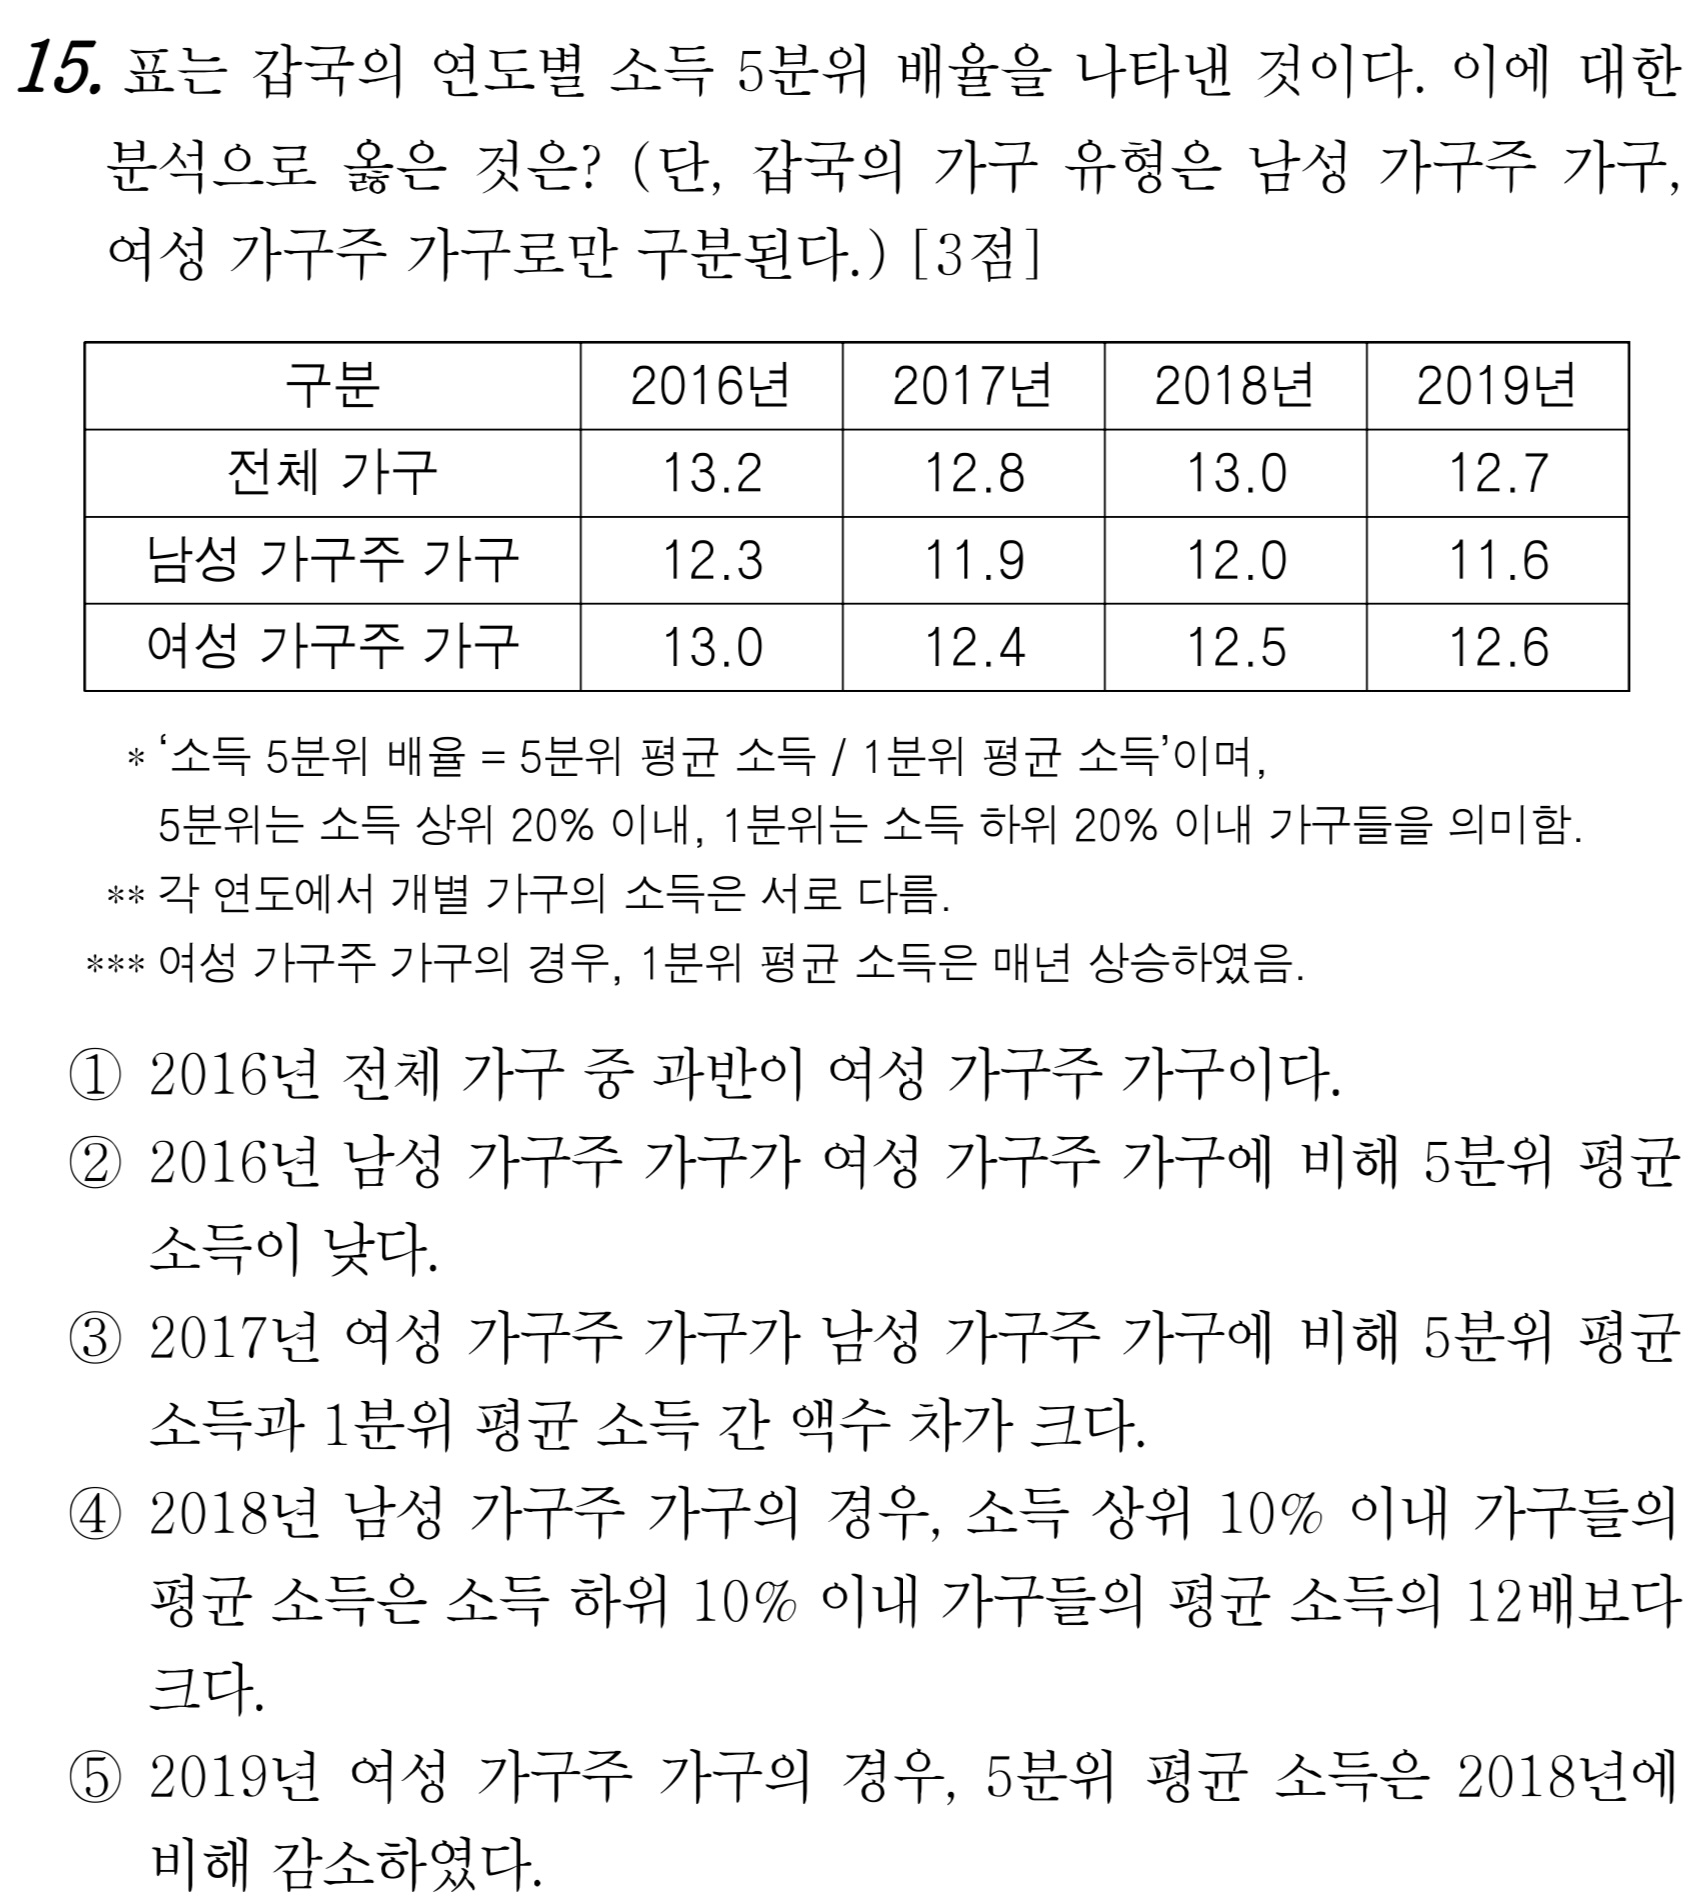 15. 표는 갑국의 연도별 소득 5분위 배율을 나타낸 것이다. 이에 대한
분석으로 옳은 것은? (단, 갑국의 가구 유형은 남성 가구주 가구,
여성 가구주 가구로만 구분된다.) [3점]
구분 2016년 2017년 2018년 2019년
전체 가구 13.2 12.8 13.0 12.7
남성 가구주 가구 12.3 11.9 12.0 11.6
여성 가구주 가구 13.0 12.4 12.5 12.6
* ‘소득 5분위 배율 = 5분위 평균 소득 / 1분위 평균 소득’이며,
5분위는 소득 상위 20% 이내, 1분위는 소득 하위 20% 이내 가구들을 의미함.
** 각 연도에서 개별 가구의 소득은 서로 다름.
*** 여성 가구주 가구의 경우, 1분위 평균 소득은 매년 상승하였음.
① 2016년 전체 가구 중 과반이 여성 가구주 가구이다.
② 2016년 남성 가구주 가구가 여성 가구주 가구에 비해 5분위 평균
소득이 낮다.
③ 2017년 여성 가구주 가구가 남성 가구주 가구에 비해 5분위 평균
소득과 1분위 평균 소득 간 액수 차가 크다.
④ 2018년 남성 가구주 가구의 경우, 소득 상위 10% 이내 가구들의
평균 소득은 소득 하위 10% 이내 가구들의 평균 소득의 12배보다
크다.
⑤ 2019년 여성 가구주 가구의 경우, 5분위 평균 소득은 2018년에
비해 감소하였다.